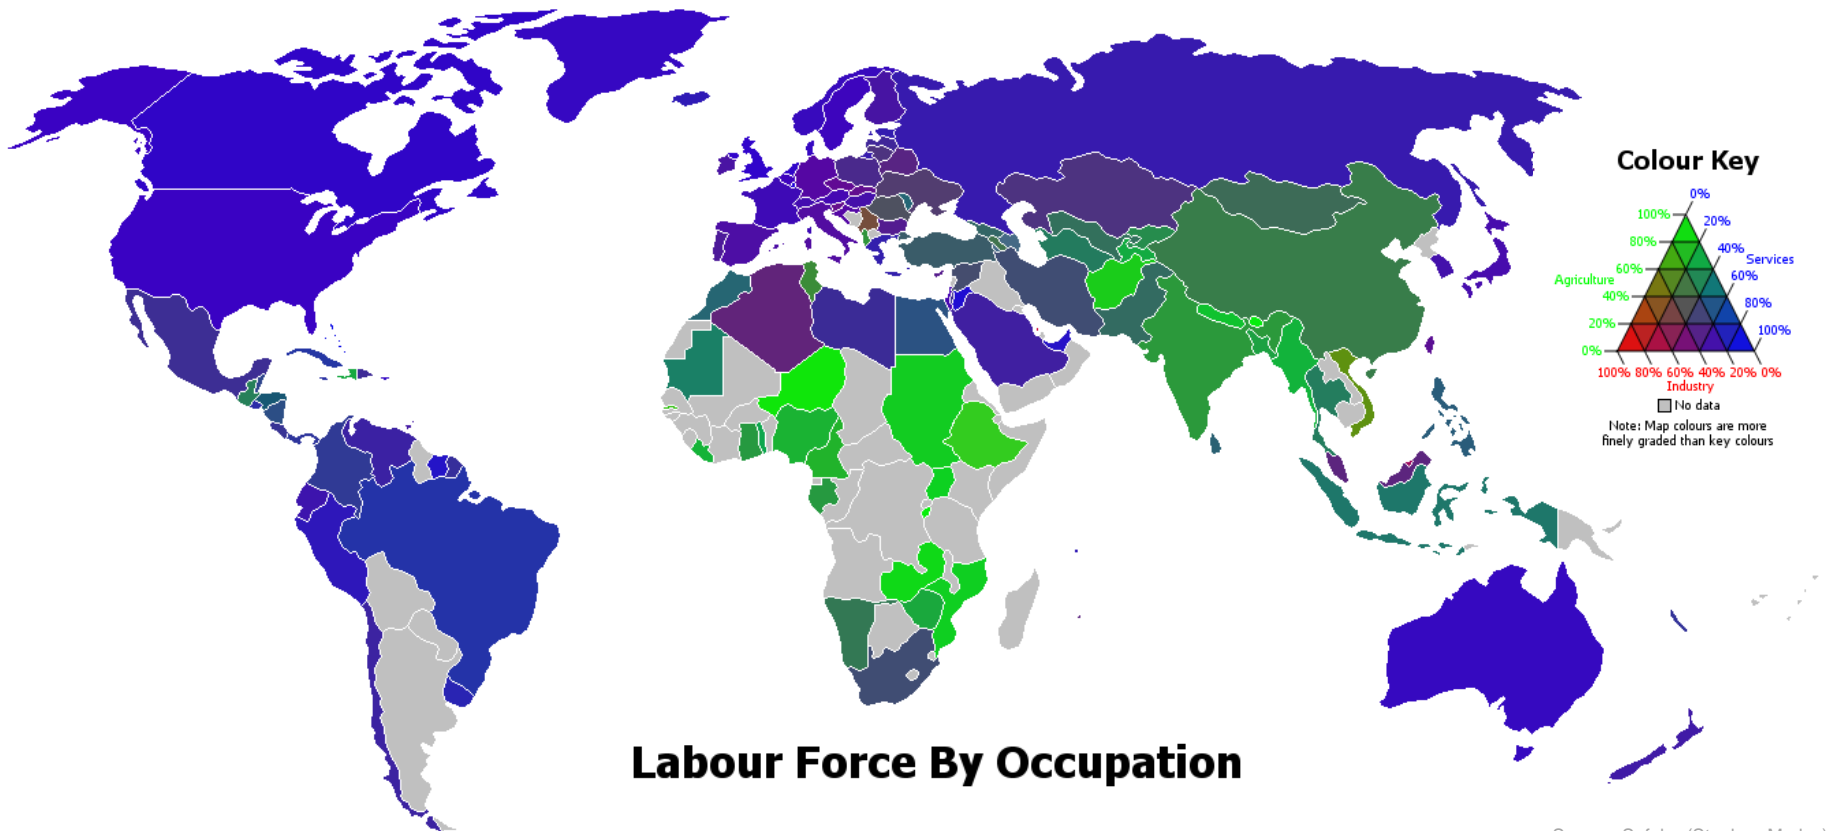 Colour Key
0%
100%
20%
80%
40%
Services
60%
60%
Agriculture
40%
80%
20%
100%
0%
100% 80% 60% 40% 20% 0%
Industry
No data
Note: Map colours are more
finely graded than key colours
Labour Force By Occupation